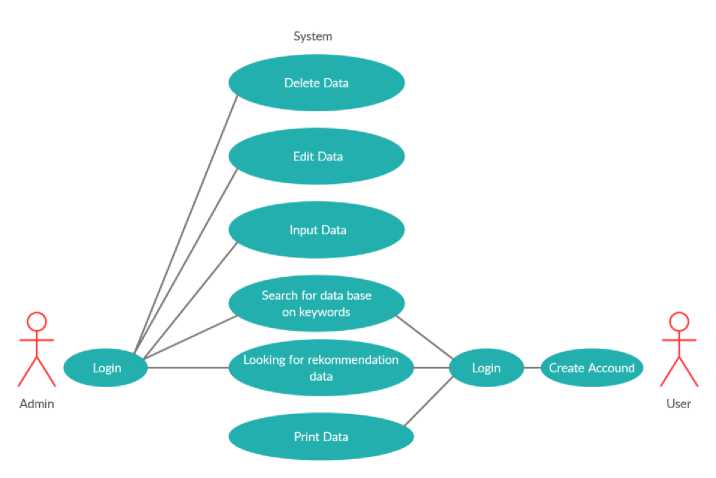 System
Delete Data
Edit Data
Input Data
Search for data base
on keywords
Looking for rekommendation
data
Print Data
Login
Admin
Login
Create Accound
User